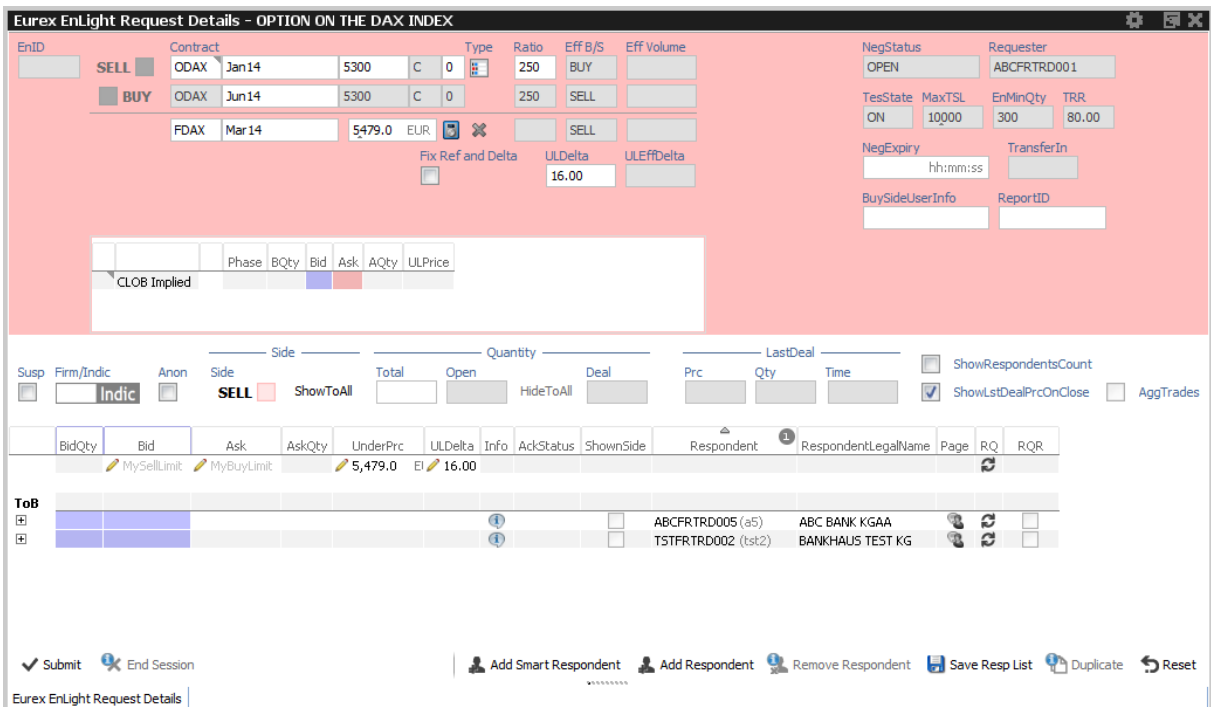 Eurex EnLight Request Details - OPTION ON THE DAX INDEX
EnID Contract Type Ratio Eff B/S Eff Volume NegStatus Requester
SELL ODAX Jan14 5300 C 0 250 BUY OPEN ABCFRTRD001
BUY ODAX Jun14 5300 C 0 250 SELL
TesState MaxTSL EnMinQty TRR
ON 10000 300 80.00
FDAX Mar14 5479.0 EUR SELL
NegExpiry TransferIn
hh:mm:ss
Fix Ref and Delta ULDelta ULEffDelta
16.00
BuySideUserInfo ReportID
Phase BQty Bid Ask AQty ULPrice
CLOB Implied
Side Quantity LastDeal
Susp Firm/Indic Anon Side Total Open Deal Prc Qty Time
ShowRespondentsCount
Indic SELL ShowToAll HideToAll
ShowLstDealPrcOnClose AggTrades
BidQty Bid Ask AskQty UnderPrc ULDelta Info AckStatus ShownSide Respondent 1 RespondentLegalName Page RQ RQR
MySellLimit MyBuyLimit 5,479.0 16.00
ToB
ABCFRTRD005 (a5) ABC BANK KGAA
TSTFRTRD002 (tst2) BANKHAUS TEST KG
Submit End Session Add Smart Respondent Add Respondent Remove Respondent Save Resp List Duplicate Reset
Eurex EnLight Request Details